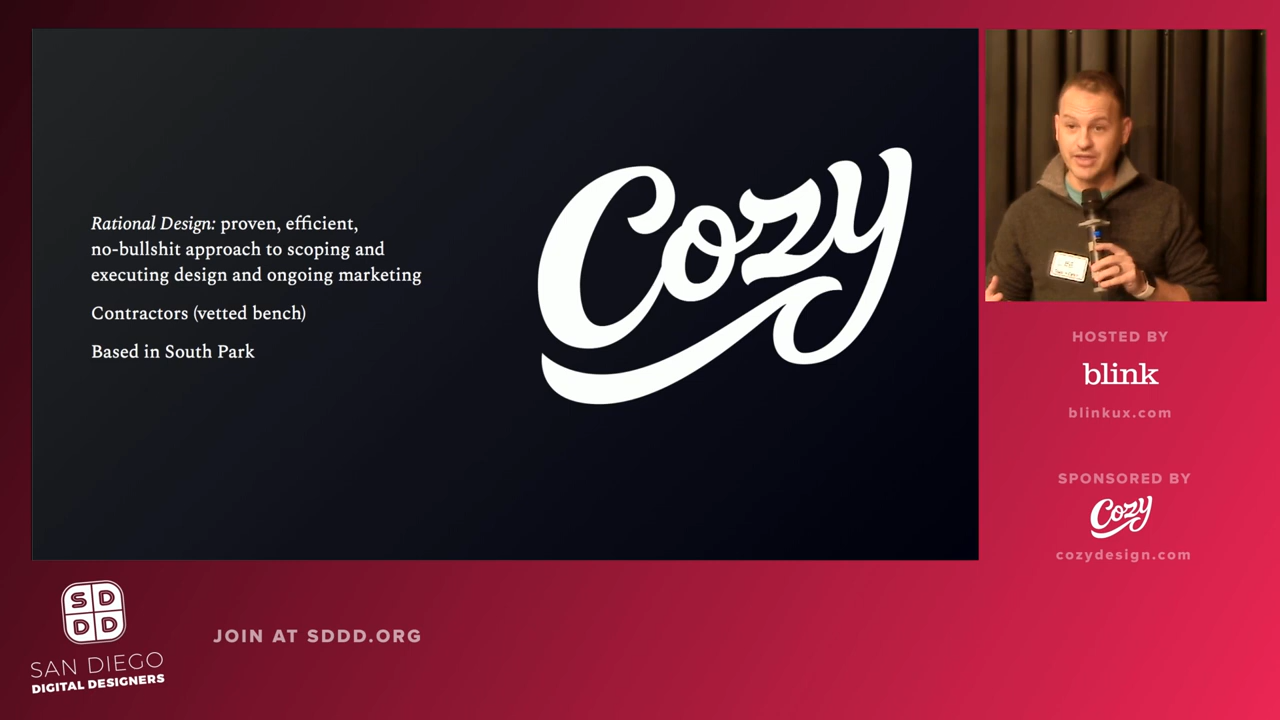 Rational Design: proven, efficient,
no-bullshit approach to scoping and
executing design and ongoing marketing
Contractors (vetted bench)
Based in South Park
Cozy
HOSTED BY
blink
blinkux.com
SPONSORED BY
Cozy
cozydesign.com
SD
DD
SAN DIEGO
DIGITAL DESIGNERS
JOIN AT SDDD.ORG